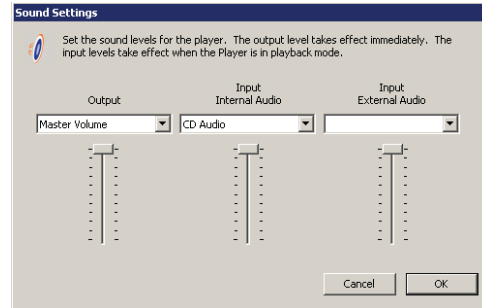 Sound Settings
Set the sound levels for the player. The output level takes effect immediately. The
input levels take effect when the Player is in playback mode.
Output
Input
Internal Audio
Input
External Audio
Master Volume
CD Audio
Cancel
OK